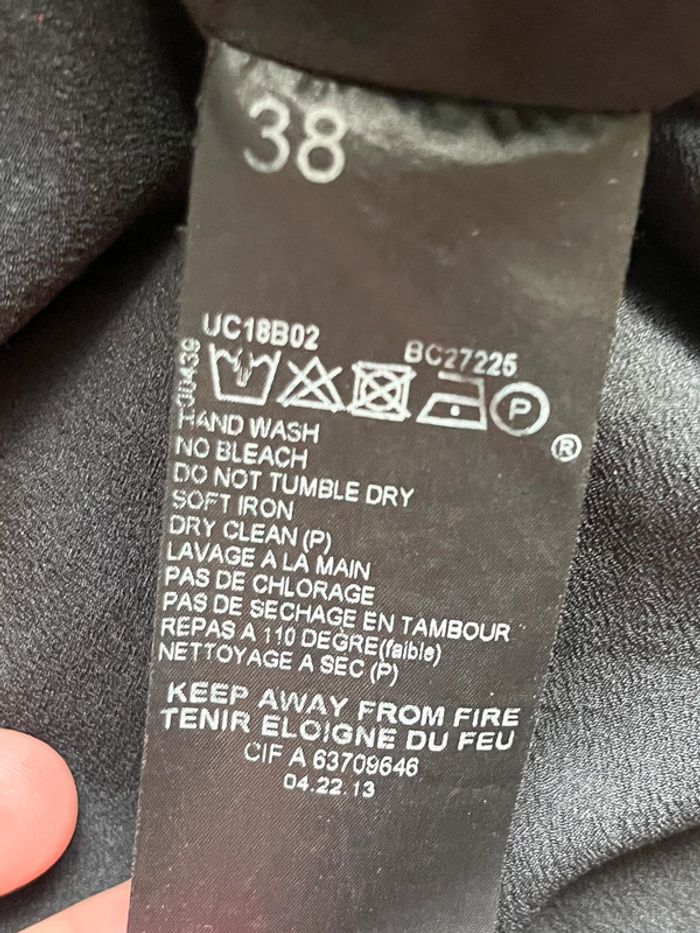 38
UC18B02
BC27225
T00439
P
®
HAND WASH
NO BLEACH
DO NOT TUMBLE DRY
SOFT IRON
DRY CLEAN (P)
LAVAGE A LA MAIN
PAS DE CHLORAGE
PAS DE SECHAGE EN TAMBOUR
REPAS A 110 DEGRE(faible)
NETTOYAGE A SEC (P)
KEEP AWAY FROM FIRE
TENIR ELOIGNE DU FEU
CIF A 63709646
04.22.13